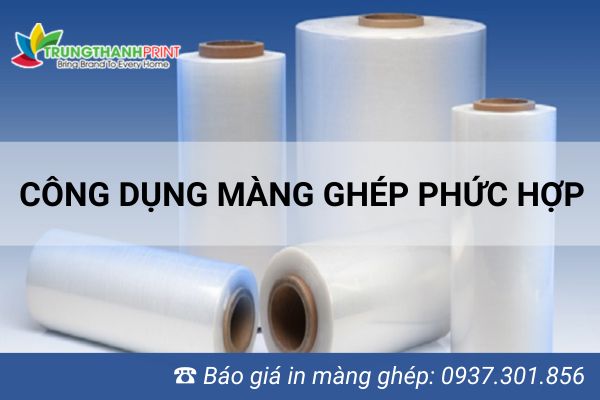 TRUNGTHANHPRINT
Bring Brand To Every Home
CÔNG DỤNG MÀNG GHÉP PHỨC HỢP
☎ Báo giá in màng ghép: 0937.301.856